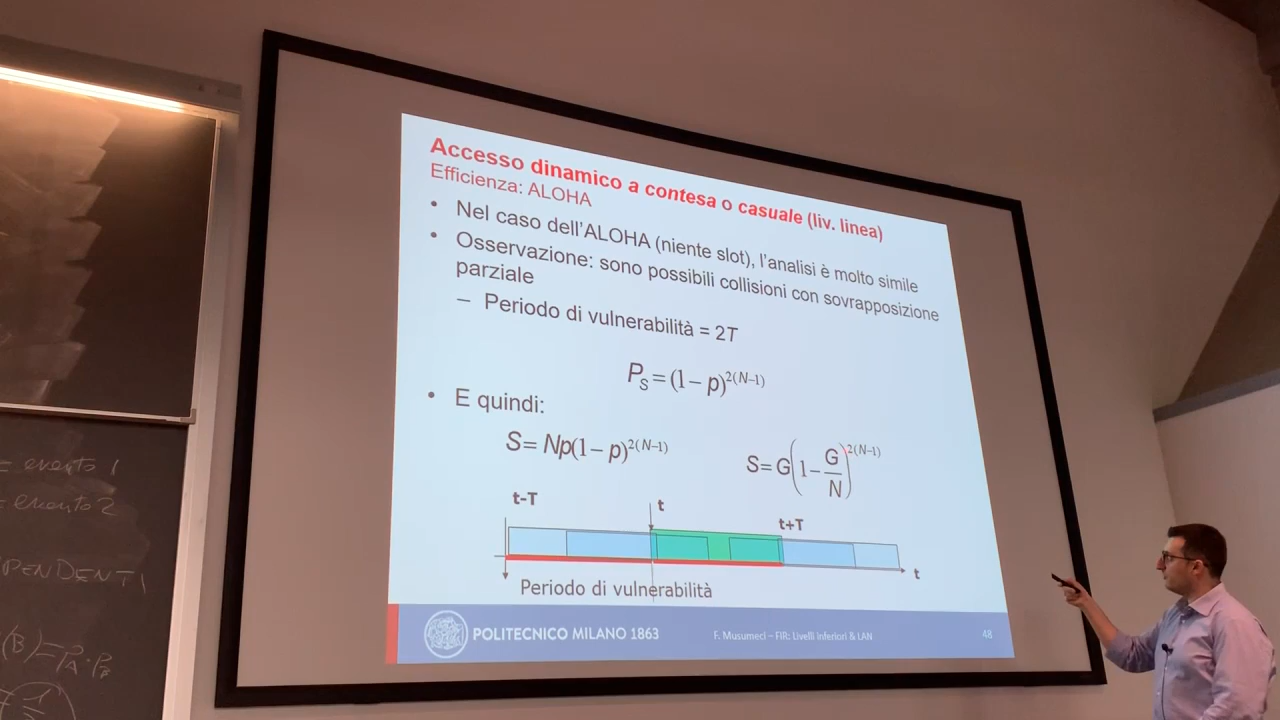 Accesso dinamico a contesa o casuale (liv. linea)
Efficienza: ALOHA
• Nel caso dell'ALOHA (niente slot), l'analisi è molto simile
• Osservazione: sono possibili collisioni con sovrapposizione
parziale
– Periodo di vulnerabilità = 2T
P_S = (1 – p)^2(N–1)
• E quindi:
S = Np(1 – p)^2(N–1)
S = G(1 – G/N)^2(N–1)
t-T
t
t+T
t
Periodo di vulnerabilità
POLITECNICO MILANO 1863
F. Musumeci – FIR: Livelli inferiori & LAN
48
= evento 1
= evento 2
PENDENTI